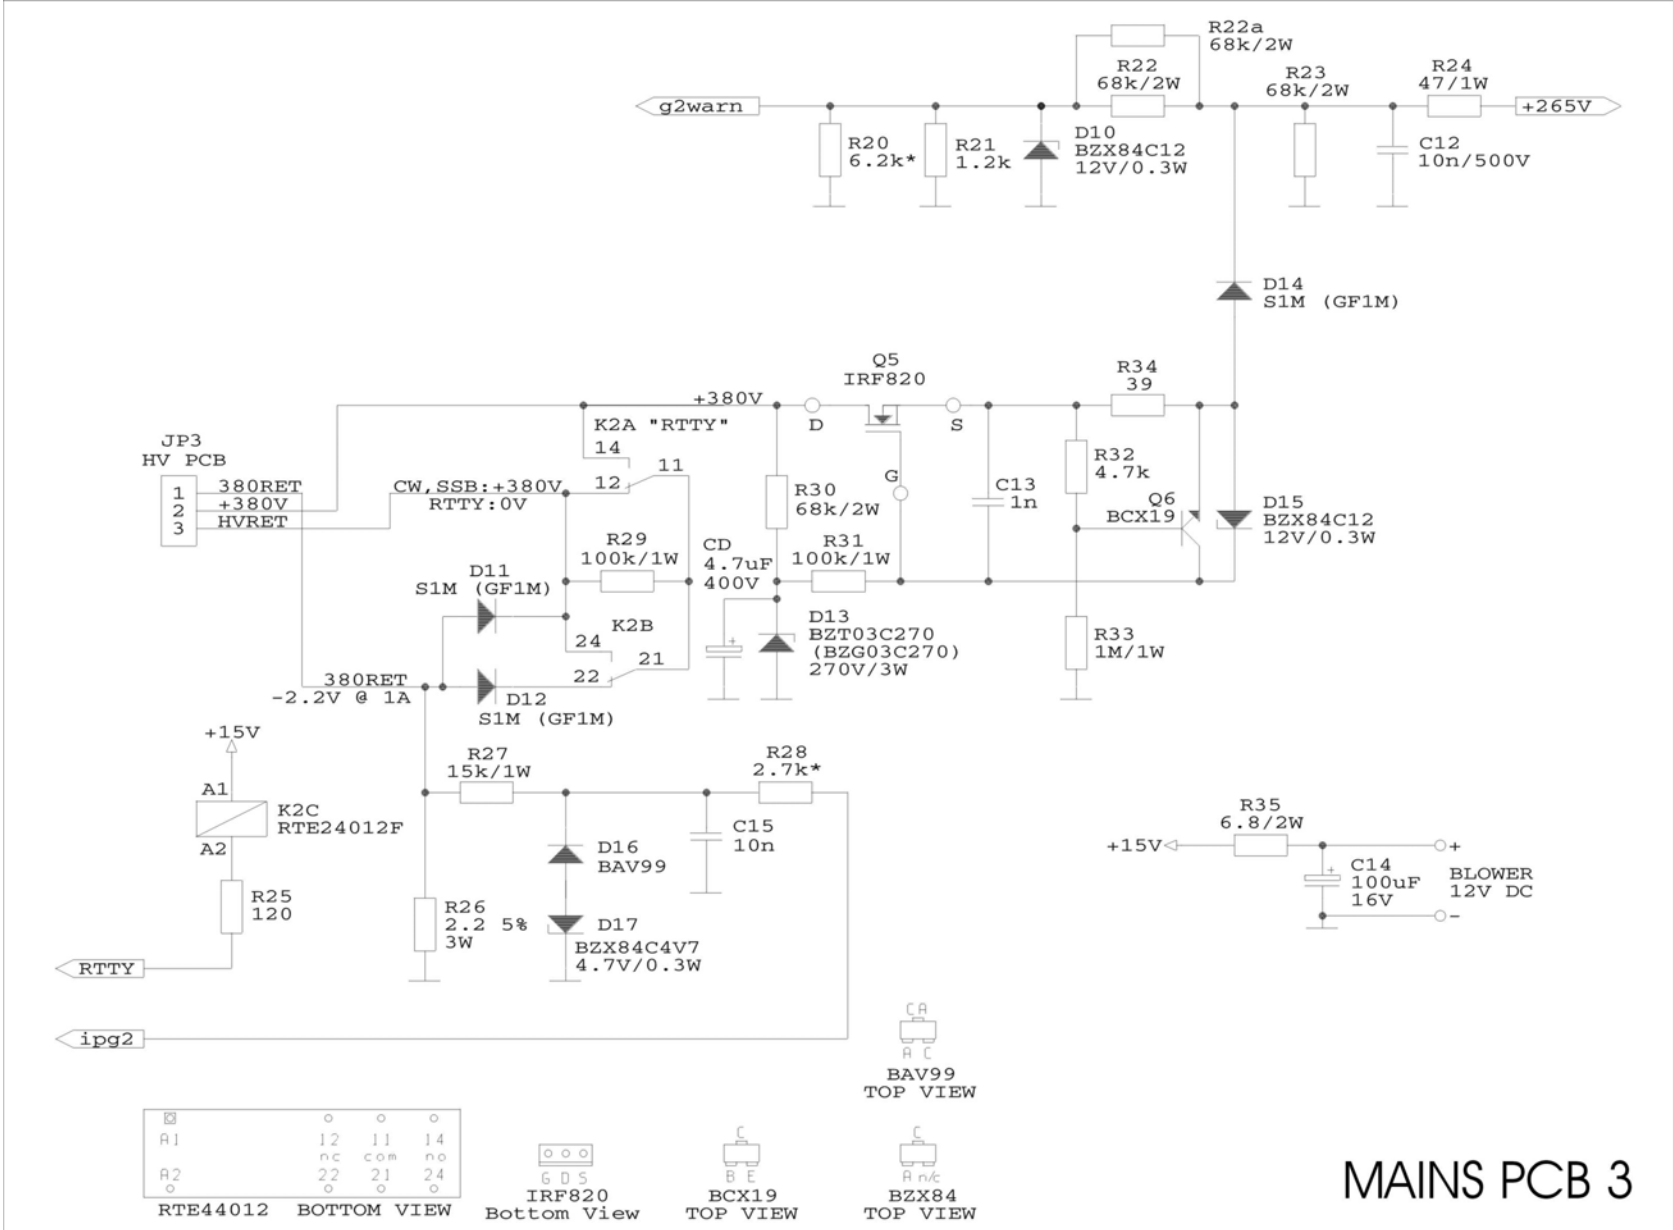 R22a
68k/2W
R22
68k/2W
R23
68k/2W
R24
47/1W
g2warn
+265V
R20
6.2k*
R21
1.2k
D10
BZX84C12
12V/0.3W
C12
10n/500V
D14
S1M (GF1M)
Q5
IRF820
R34
39
+380V
D
S
K2A "RTTY"
14
11
12
JP3
HV PCB
1
2
3
380RET
+380V
HVRET
CW,SSB:+380V
RTTY:0V
R30
68k/2W
G
C13
1n
R32
4.7k
Q6
BCX19
D15
BZX84C12
12V/0.3W
R29
100k/1W
CD
4.7uF
400V
R31
100k/1W
D11
S1M (GF1M)
K2B
24
21
22
D13
BZT03C270
(BZG03C270)
270V/3W
+
R33
1M/1W
380RET
-2.2V @ 1A
D12
S1M (GF1M)
+15V
A1
K2C
RTE24012F
A2
R27
15k/1W
R28
2.7k*
D16
BAV99
C15
10n
R25
120
R26
2.2 5%
3W
D17
BZX84C4V7
4.7V/0.3W
R35
6.8/2W
+15V
+
C14
100uF
16V
+
BLOWER
12V DC
-
RTTY
ipg2
CA
A C
BAV99
TOP VIEW
A1
12 11 14
nc com no
A2
22 21 24
RTE44012 BOTTOM VIEW
G D S
IRF820
Bottom View
C
B E
BCX19
TOP VIEW
C
A n/c
BZX84
TOP VIEW
MAINS PCB 3